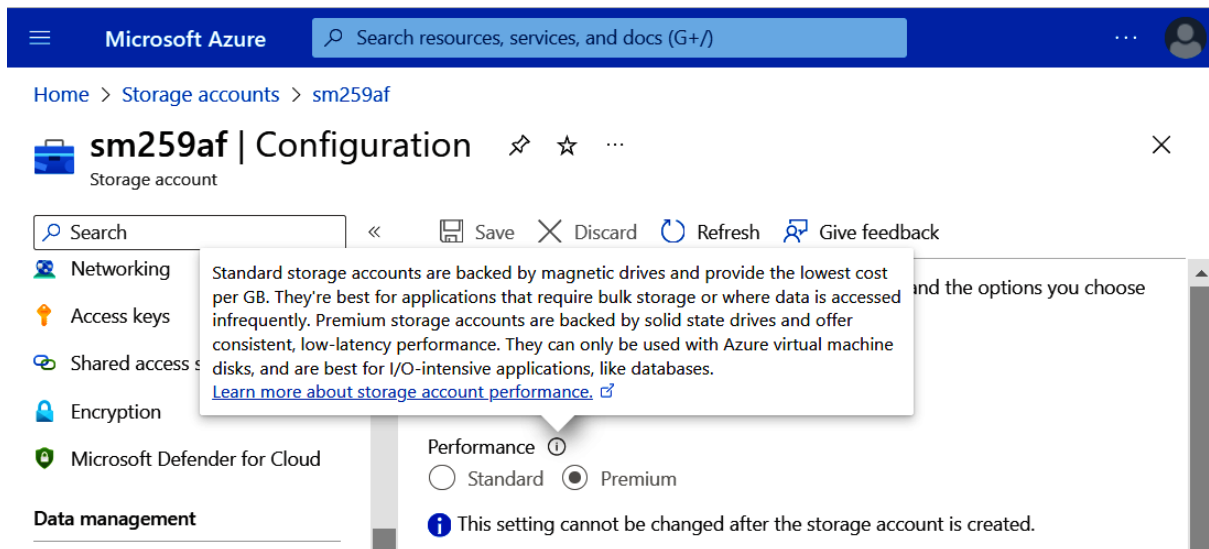 Microsoft Azure
Search resources, services, and docs (G+/)
...
Home > Storage accounts > sm259af
sm259af | Configuration
...
Storage account
Search
«
Save
Discard
Refresh
Give feedback
Networking
Access keys
Shared access s
Encryption
Microsoft Defender for Cloud
Data management
Standard storage accounts are backed by magnetic drives and provide the lowest cost
per GB. They're best for applications that require bulk storage or where data is accessed
infrequently. Premium storage accounts are backed by solid state drives and offer
consistent, low-latency performance. They can only be used with Azure virtual machine
disks, and are best for I/O-intensive applications, like databases.
Learn more about storage account performance.
and the options you choose
Performance
Standard
Premium
This setting cannot be changed after the storage account is created.